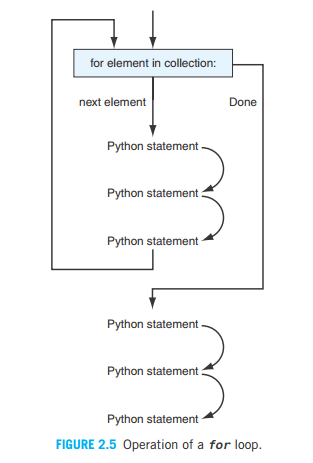 for element in collection:
next element
Done
Python statement
Python statement
Python statement
Python statement
Python statement
Python statement
FIGURE 2.5 Operation of a for loop.